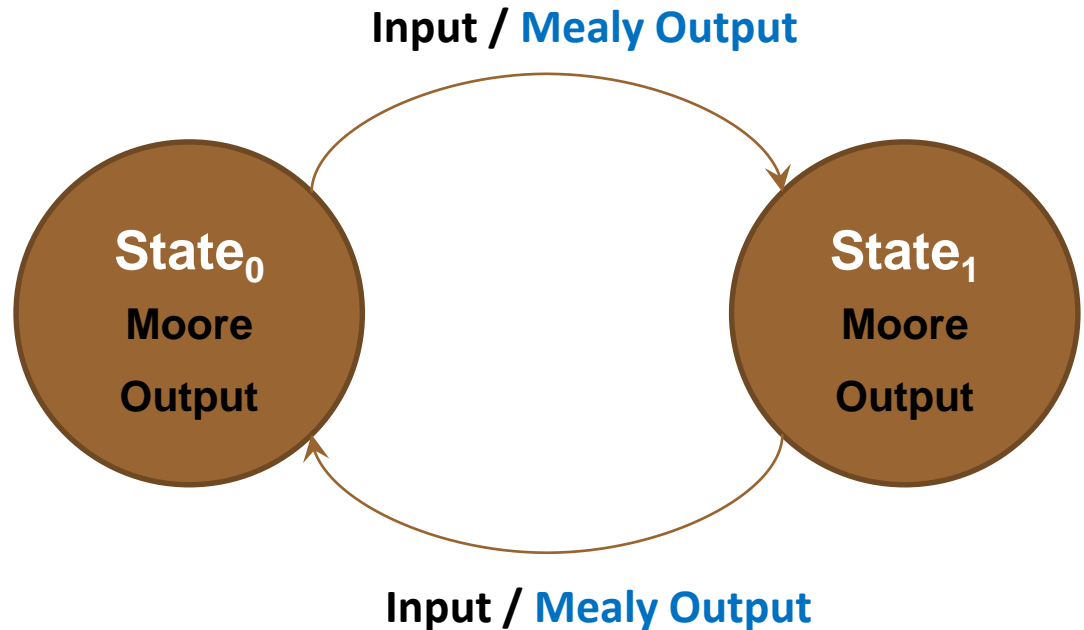 Input / Mealy Output
State₀
Moore
Output
State₁
Moore
Output
Input / Mealy Output